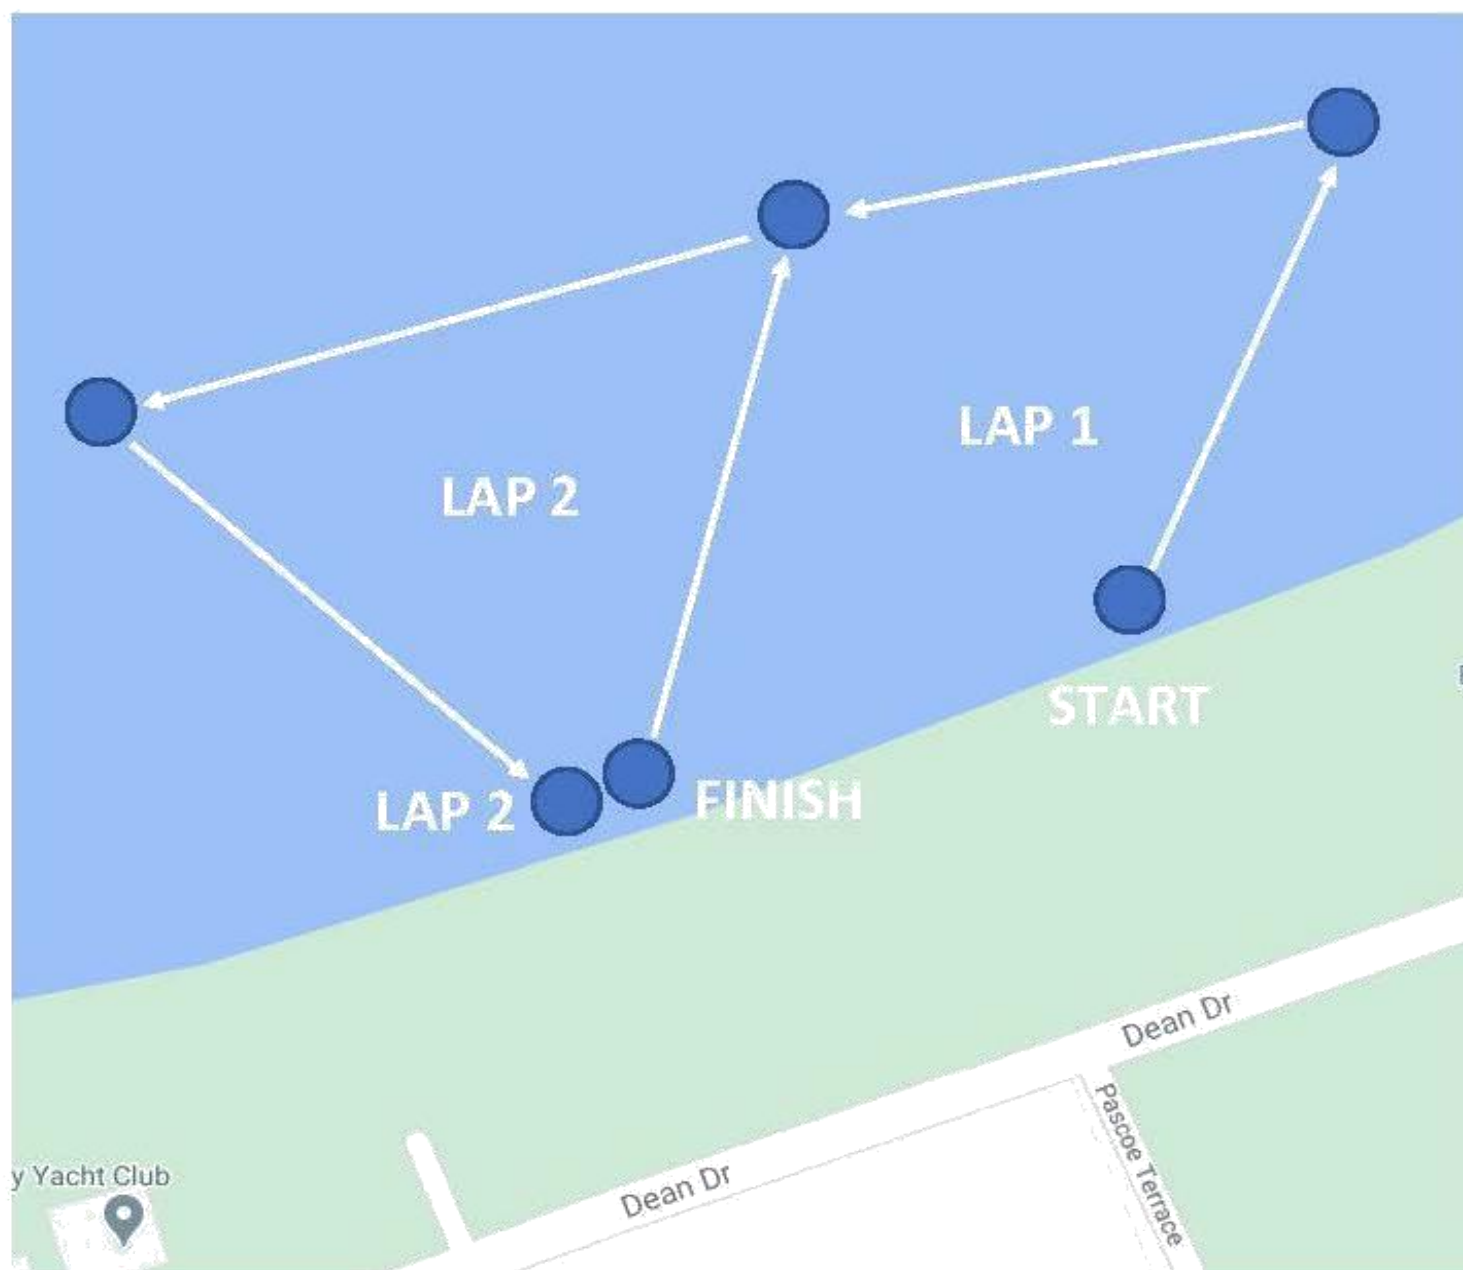 LAP 1
LAP 2
START
LAP 2
FINISH
Dean Dr
Pascoe Terrace
y Yacht Club
Dean Dr